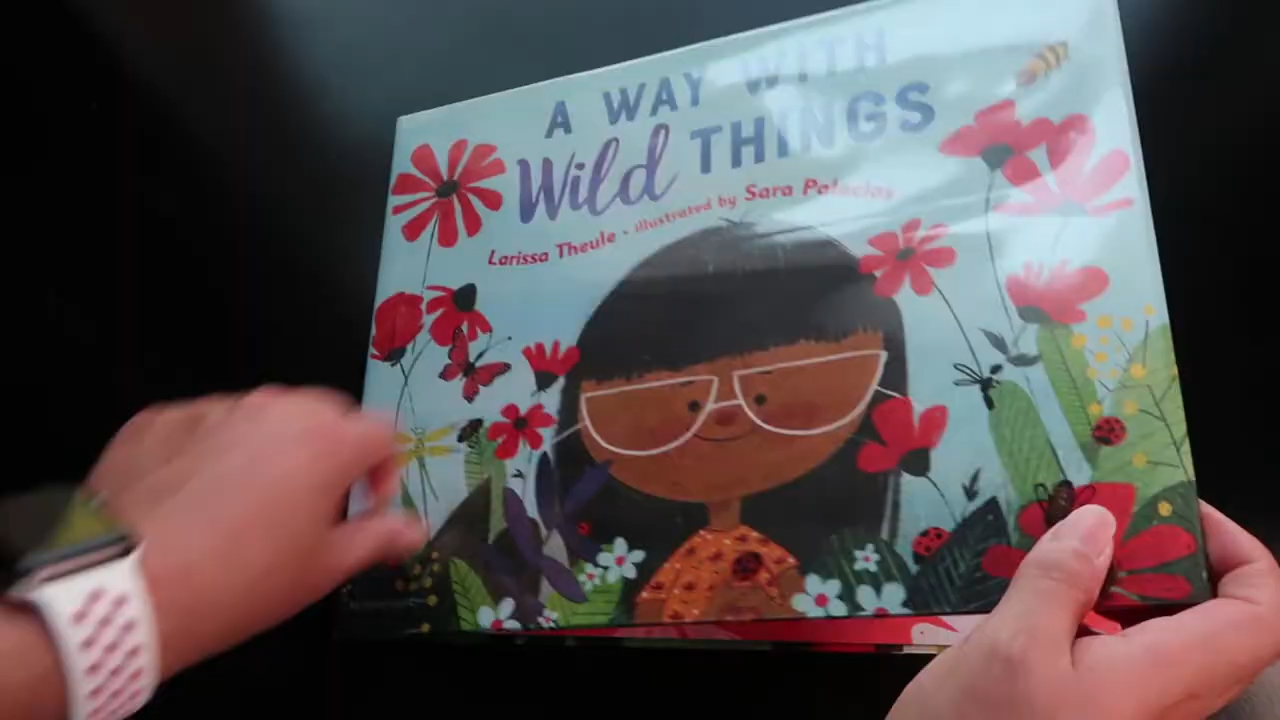 A WAY WITH
Wild THINGS
Larissa Theule • illustrated by Sara Palacios